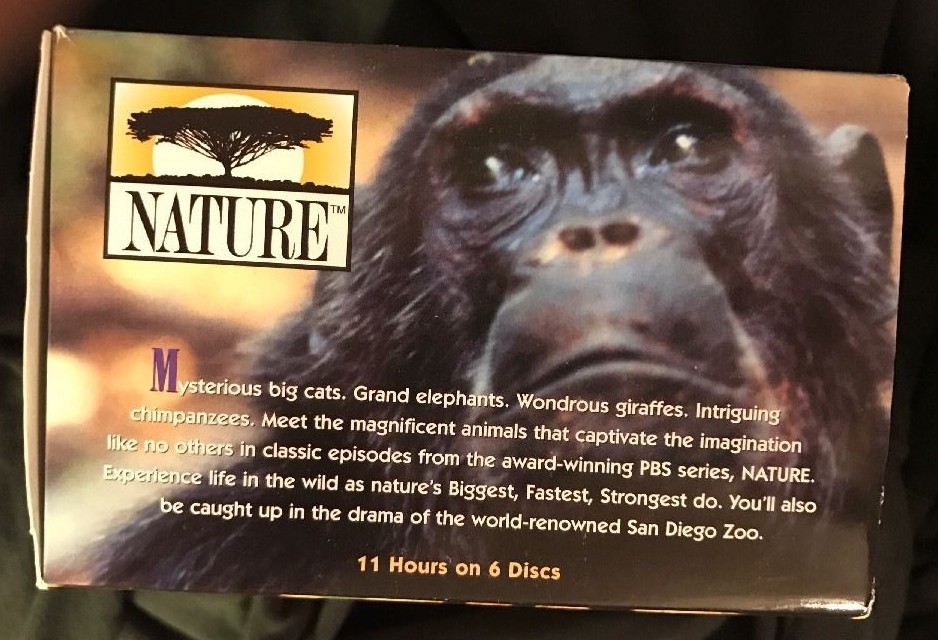 NATURE™
Mysterious big cats. Grand elephants. Wondrous giraffes. Intriguing
chimpanzees. Meet the magnificent animals that captivate the imagination
like no others in classic episodes from the award-winning PBS series, NATURE.
Experience life in the wild as nature's Biggest, Fastest, Strongest do. You'll also
be caught up in the drama of the world-renowned San Diego Zoo.
11 Hours on 6 Discs